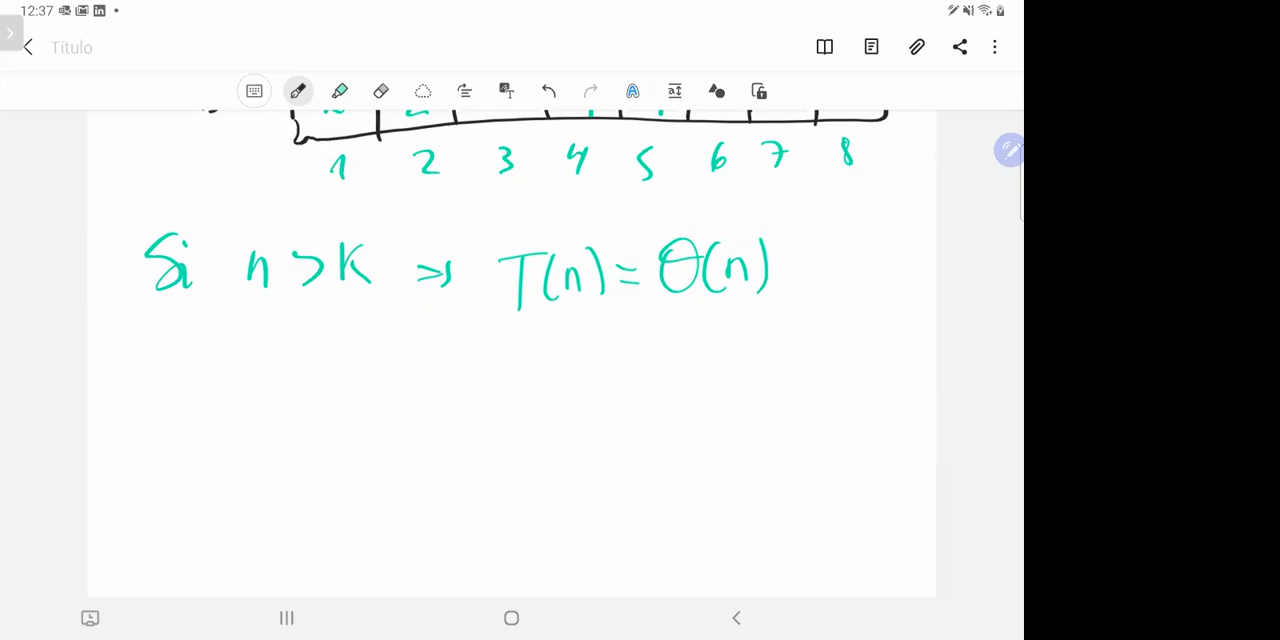 12:37
Título
1 2 3 4 5 6 7 8
Si n > k => T(n) = Θ(n)